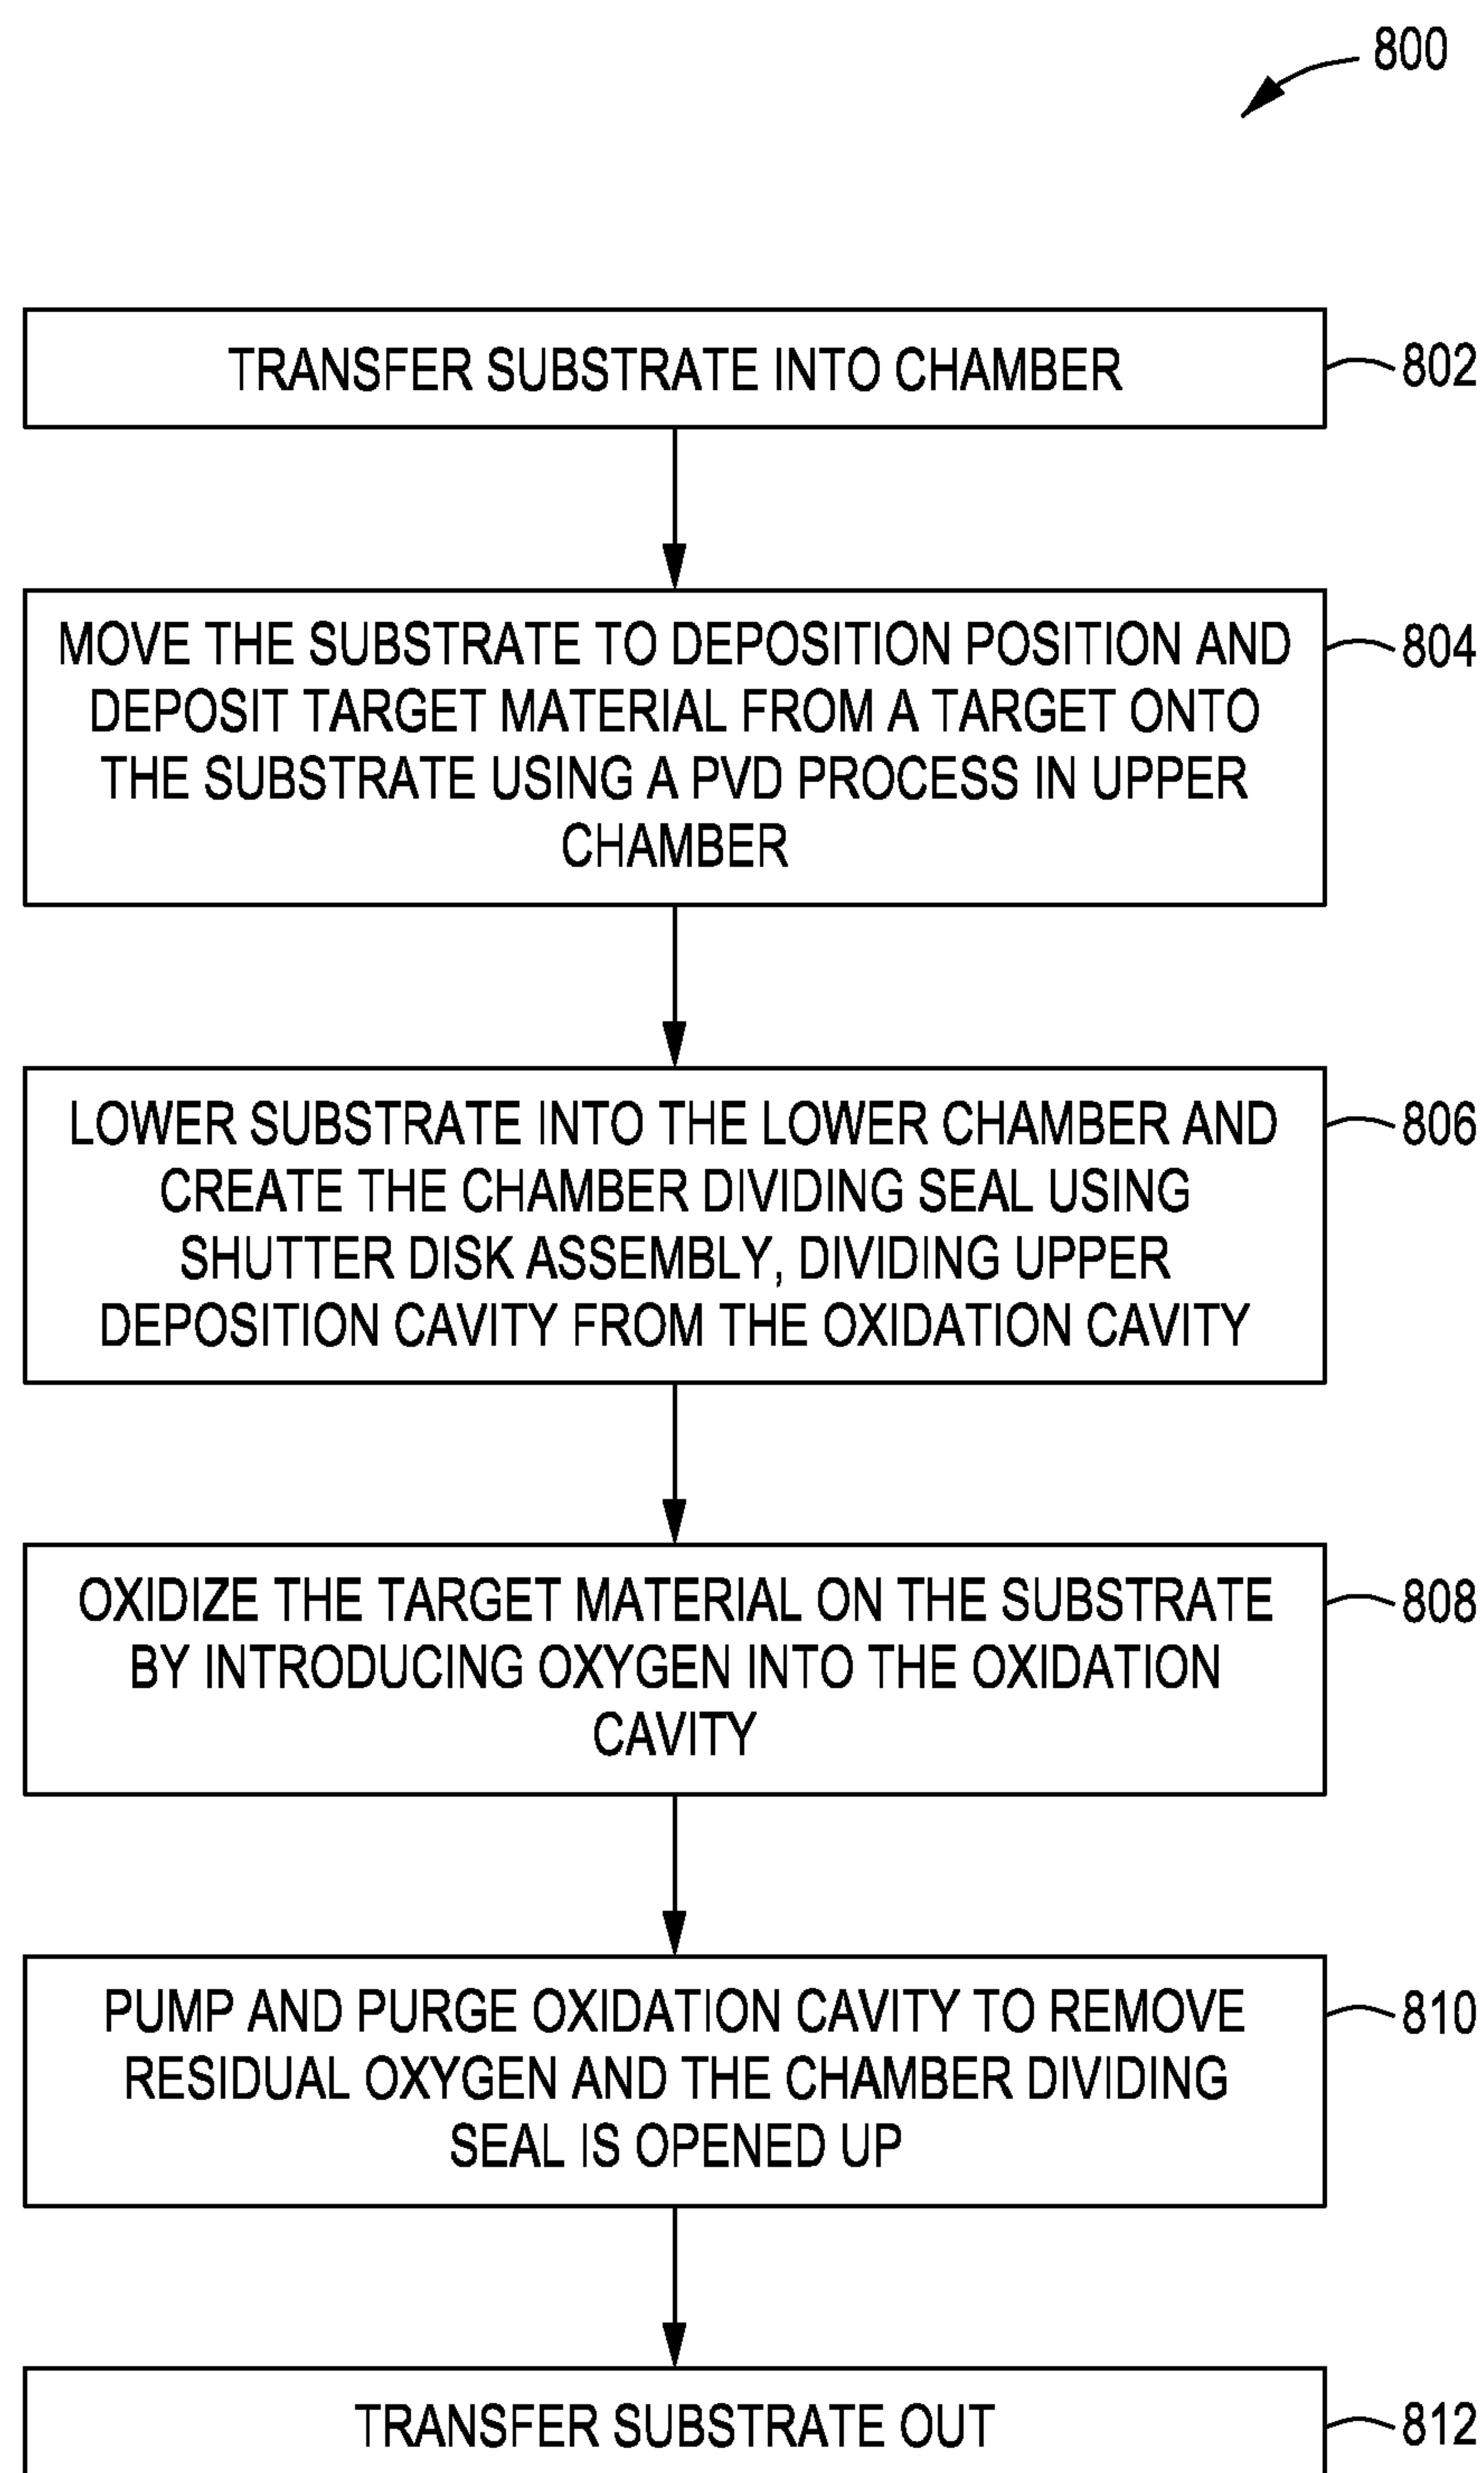 800
TRANSFER SUBSTRATE INTO CHAMBER
802
MOVE THE SUBSTRATE TO DEPOSITION POSITION AND
DEPOSIT TARGET MATERIAL FROM A TARGET ONTO
THE SUBSTRATE USING A PVD PROCESS IN UPPER
CHAMBER
804
LOWER SUBSTRATE INTO THE LOWER CHAMBER AND
CREATE THE CHAMBER DIVIDING SEAL USING
SHUTTER DISK ASSEMBLY, DIVIDING UPPER
DEPOSITION CAVITY FROM THE OXIDATION CAVITY
806
OXIDIZE THE TARGET MATERIAL ON THE SUBSTRATE
BY INTRODUCING OXYGEN INTO THE OXIDATION
CAVITY
808
PUMP AND PURGE OXIDATION CAVITY TO REMOVE
RESIDUAL OXYGEN AND THE CHAMBER DIVIDING
SEAL IS OPENED UP
810
TRANSFER SUBSTRATE OUT
812